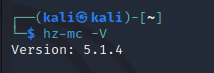 ┌──(kali㉿kali)-[~]
└─$ hz-mc -V
Version: 5.1.4